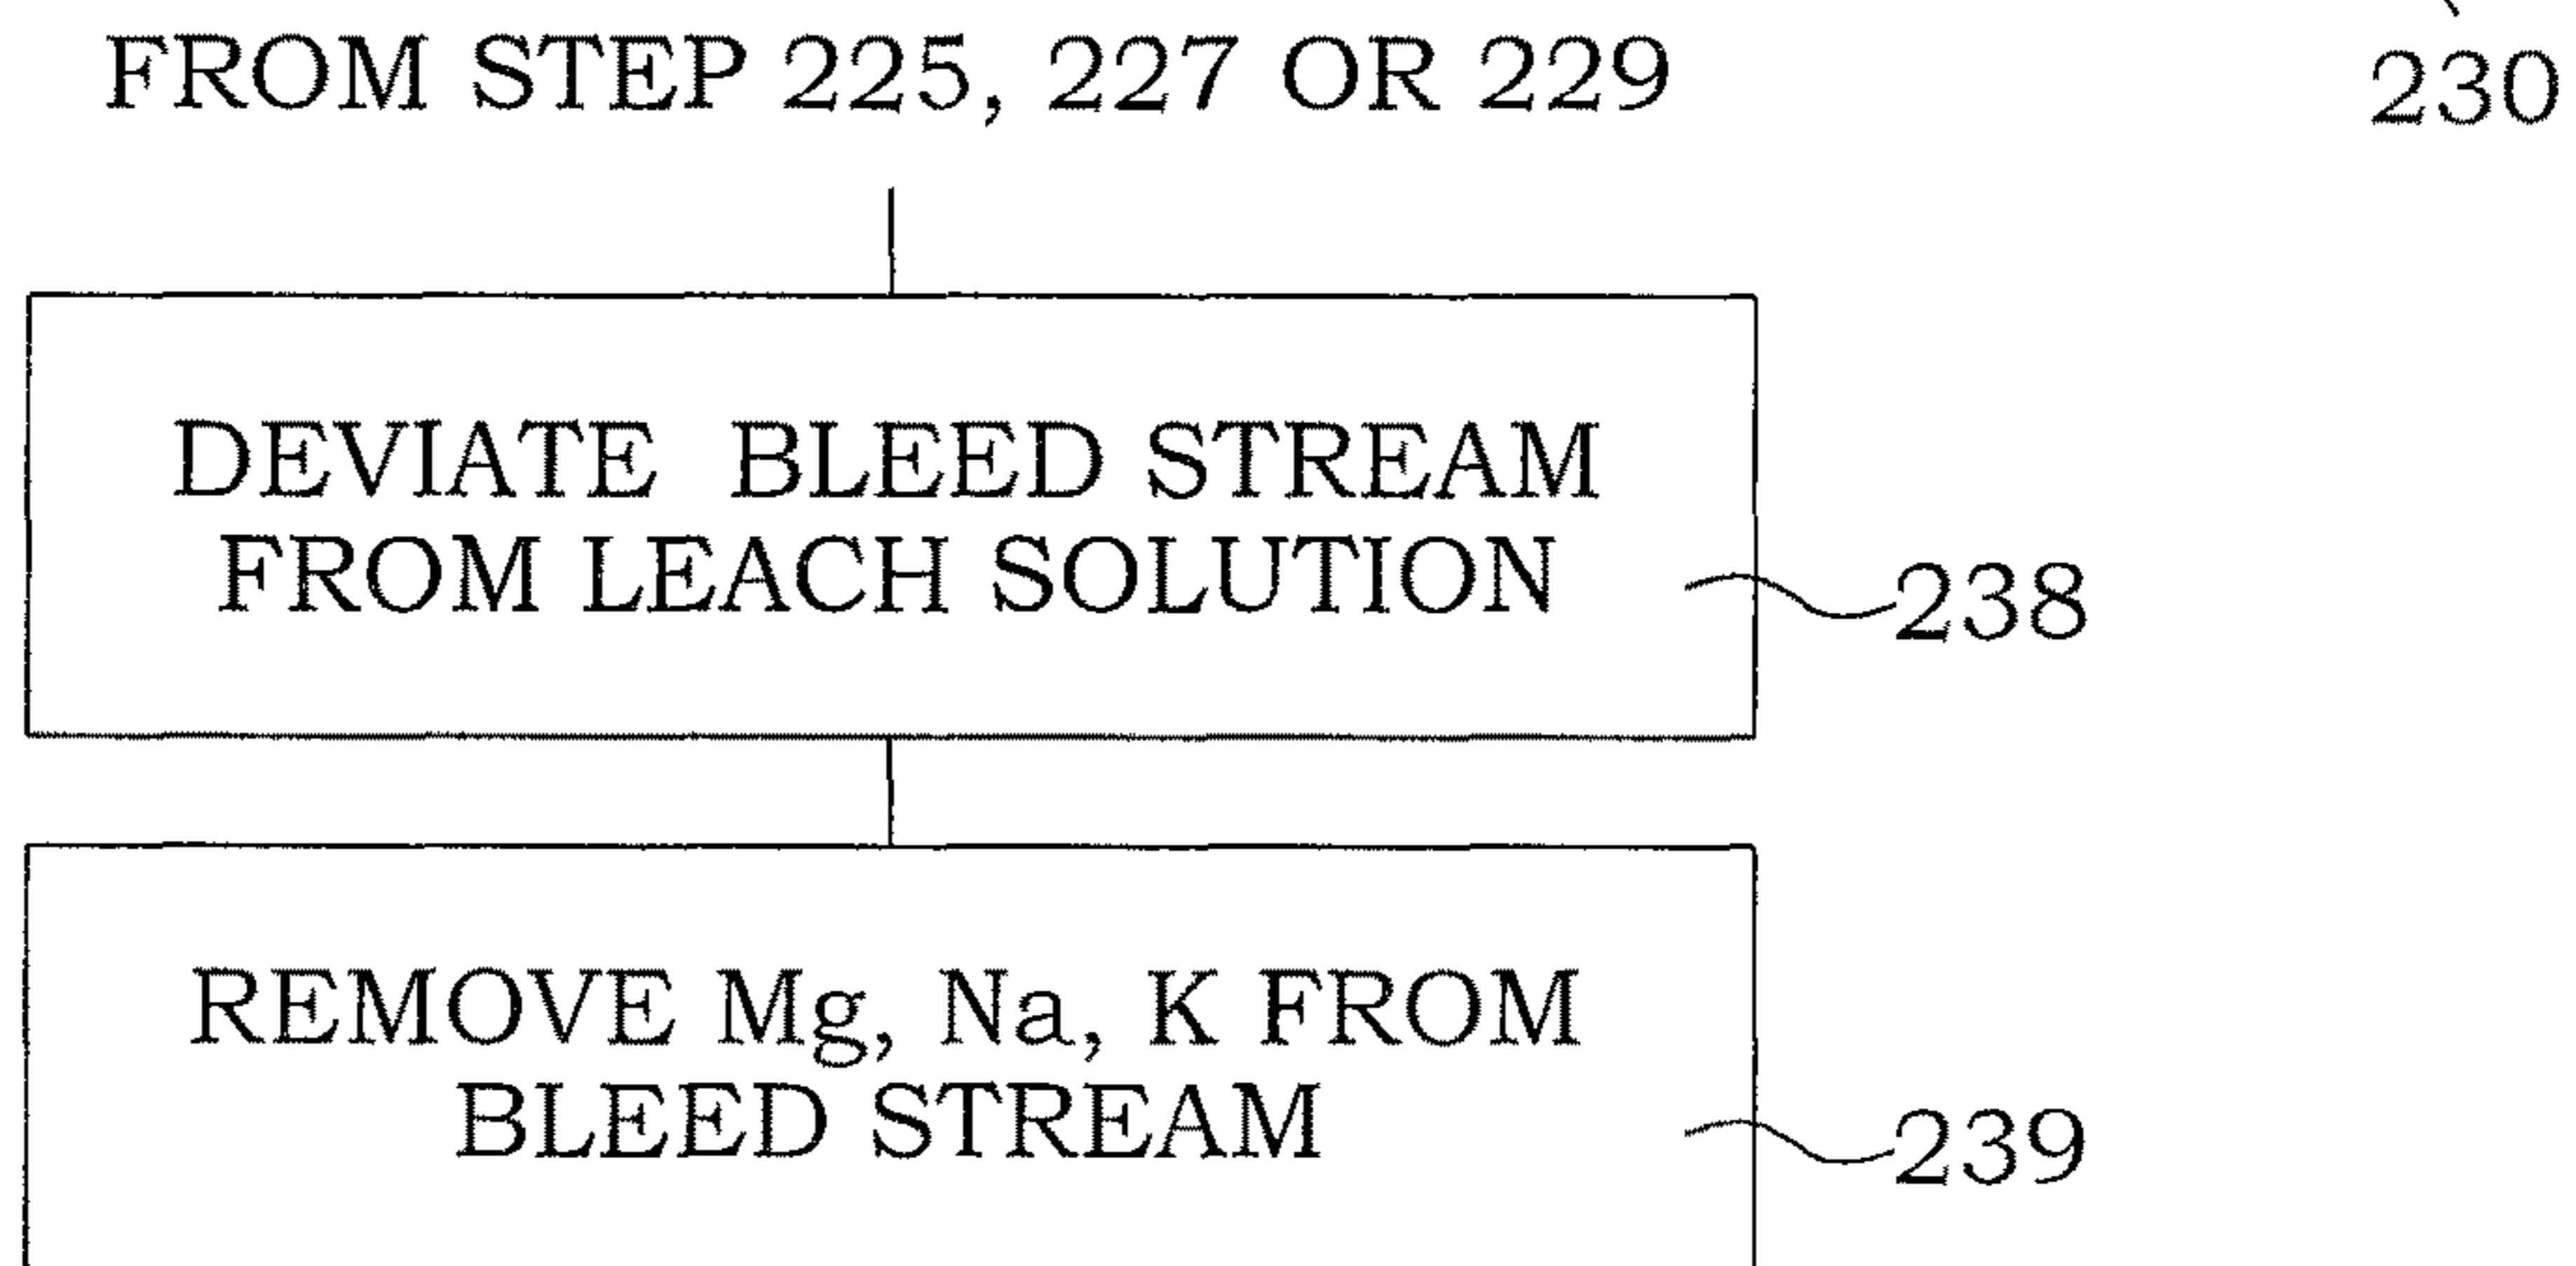 FROM STEP 225, 227 OR 229
230
DEVIATE BLEED STREAM
FROM LEACH SOLUTION
238
REMOVE Mg, Na, K FROM
BLEED STREAM
239